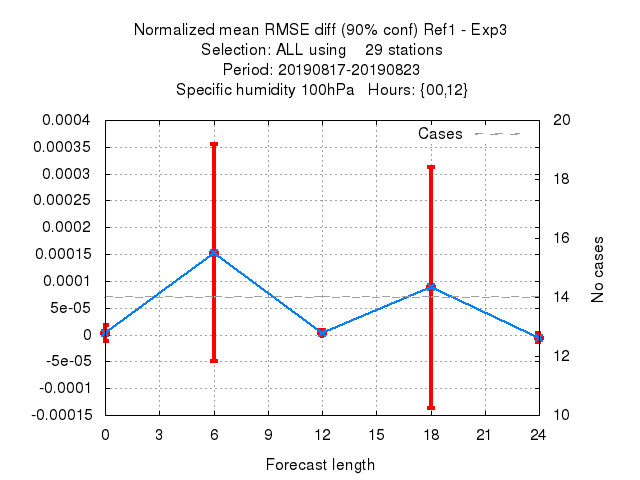 Normalized mean RMSE diff (90% conf) Ref1 - Exp3
Selection: ALL using    29 stations
Period: 20190817-20190823
Specific humidity 100hPa   Hours: {00,12}
Cases
0.0004
0.00035
0.0003
0.00025
0.0002
0.00015
0.0001
5e-05
0
-5e-05
-0.0001
-0.00015
20
18
16
14
12
10
No cases
0 3 6 9 12 15 18 21 24
Forecast length